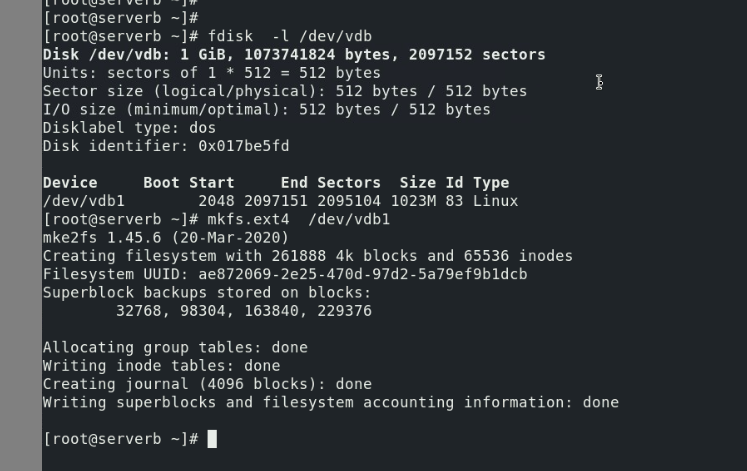 [root@serverb ~]#
[root@serverb ~]#
[root@serverb ~]# fdisk  -l /dev/vdb
Disk /dev/vdb: 1 GiB, 1073741824 bytes, 2097152 sectors
Units: sectors of 1 * 512 = 512 bytes
Sector size (logical/physical): 512 bytes / 512 bytes
I/O size (minimum/optimal): 512 bytes / 512 bytes
Disklabel type: dos
Disk identifier: 0x017be5fd
Device     Boot Start     End Sectors  Size Id Type
/dev/vdb1        2048 2097151 2095104 1023M 83 Linux
[root@serverb ~]# mkfs.ext4  /dev/vdb1
mke2fs 1.45.6 (20-Mar-2020)
Creating filesystem with 261888 4k blocks and 65536 inodes
Filesystem UUID: ae872069-2e25-470d-97d2-5a79ef9b1dcb
Superblock backups stored on blocks:
        32768, 98304, 163840, 229376
Allocating group tables: done
Writing inode tables: done
Creating journal (4096 blocks): done
Writing superblocks and filesystem accounting information: done
[root@serverb ~]#